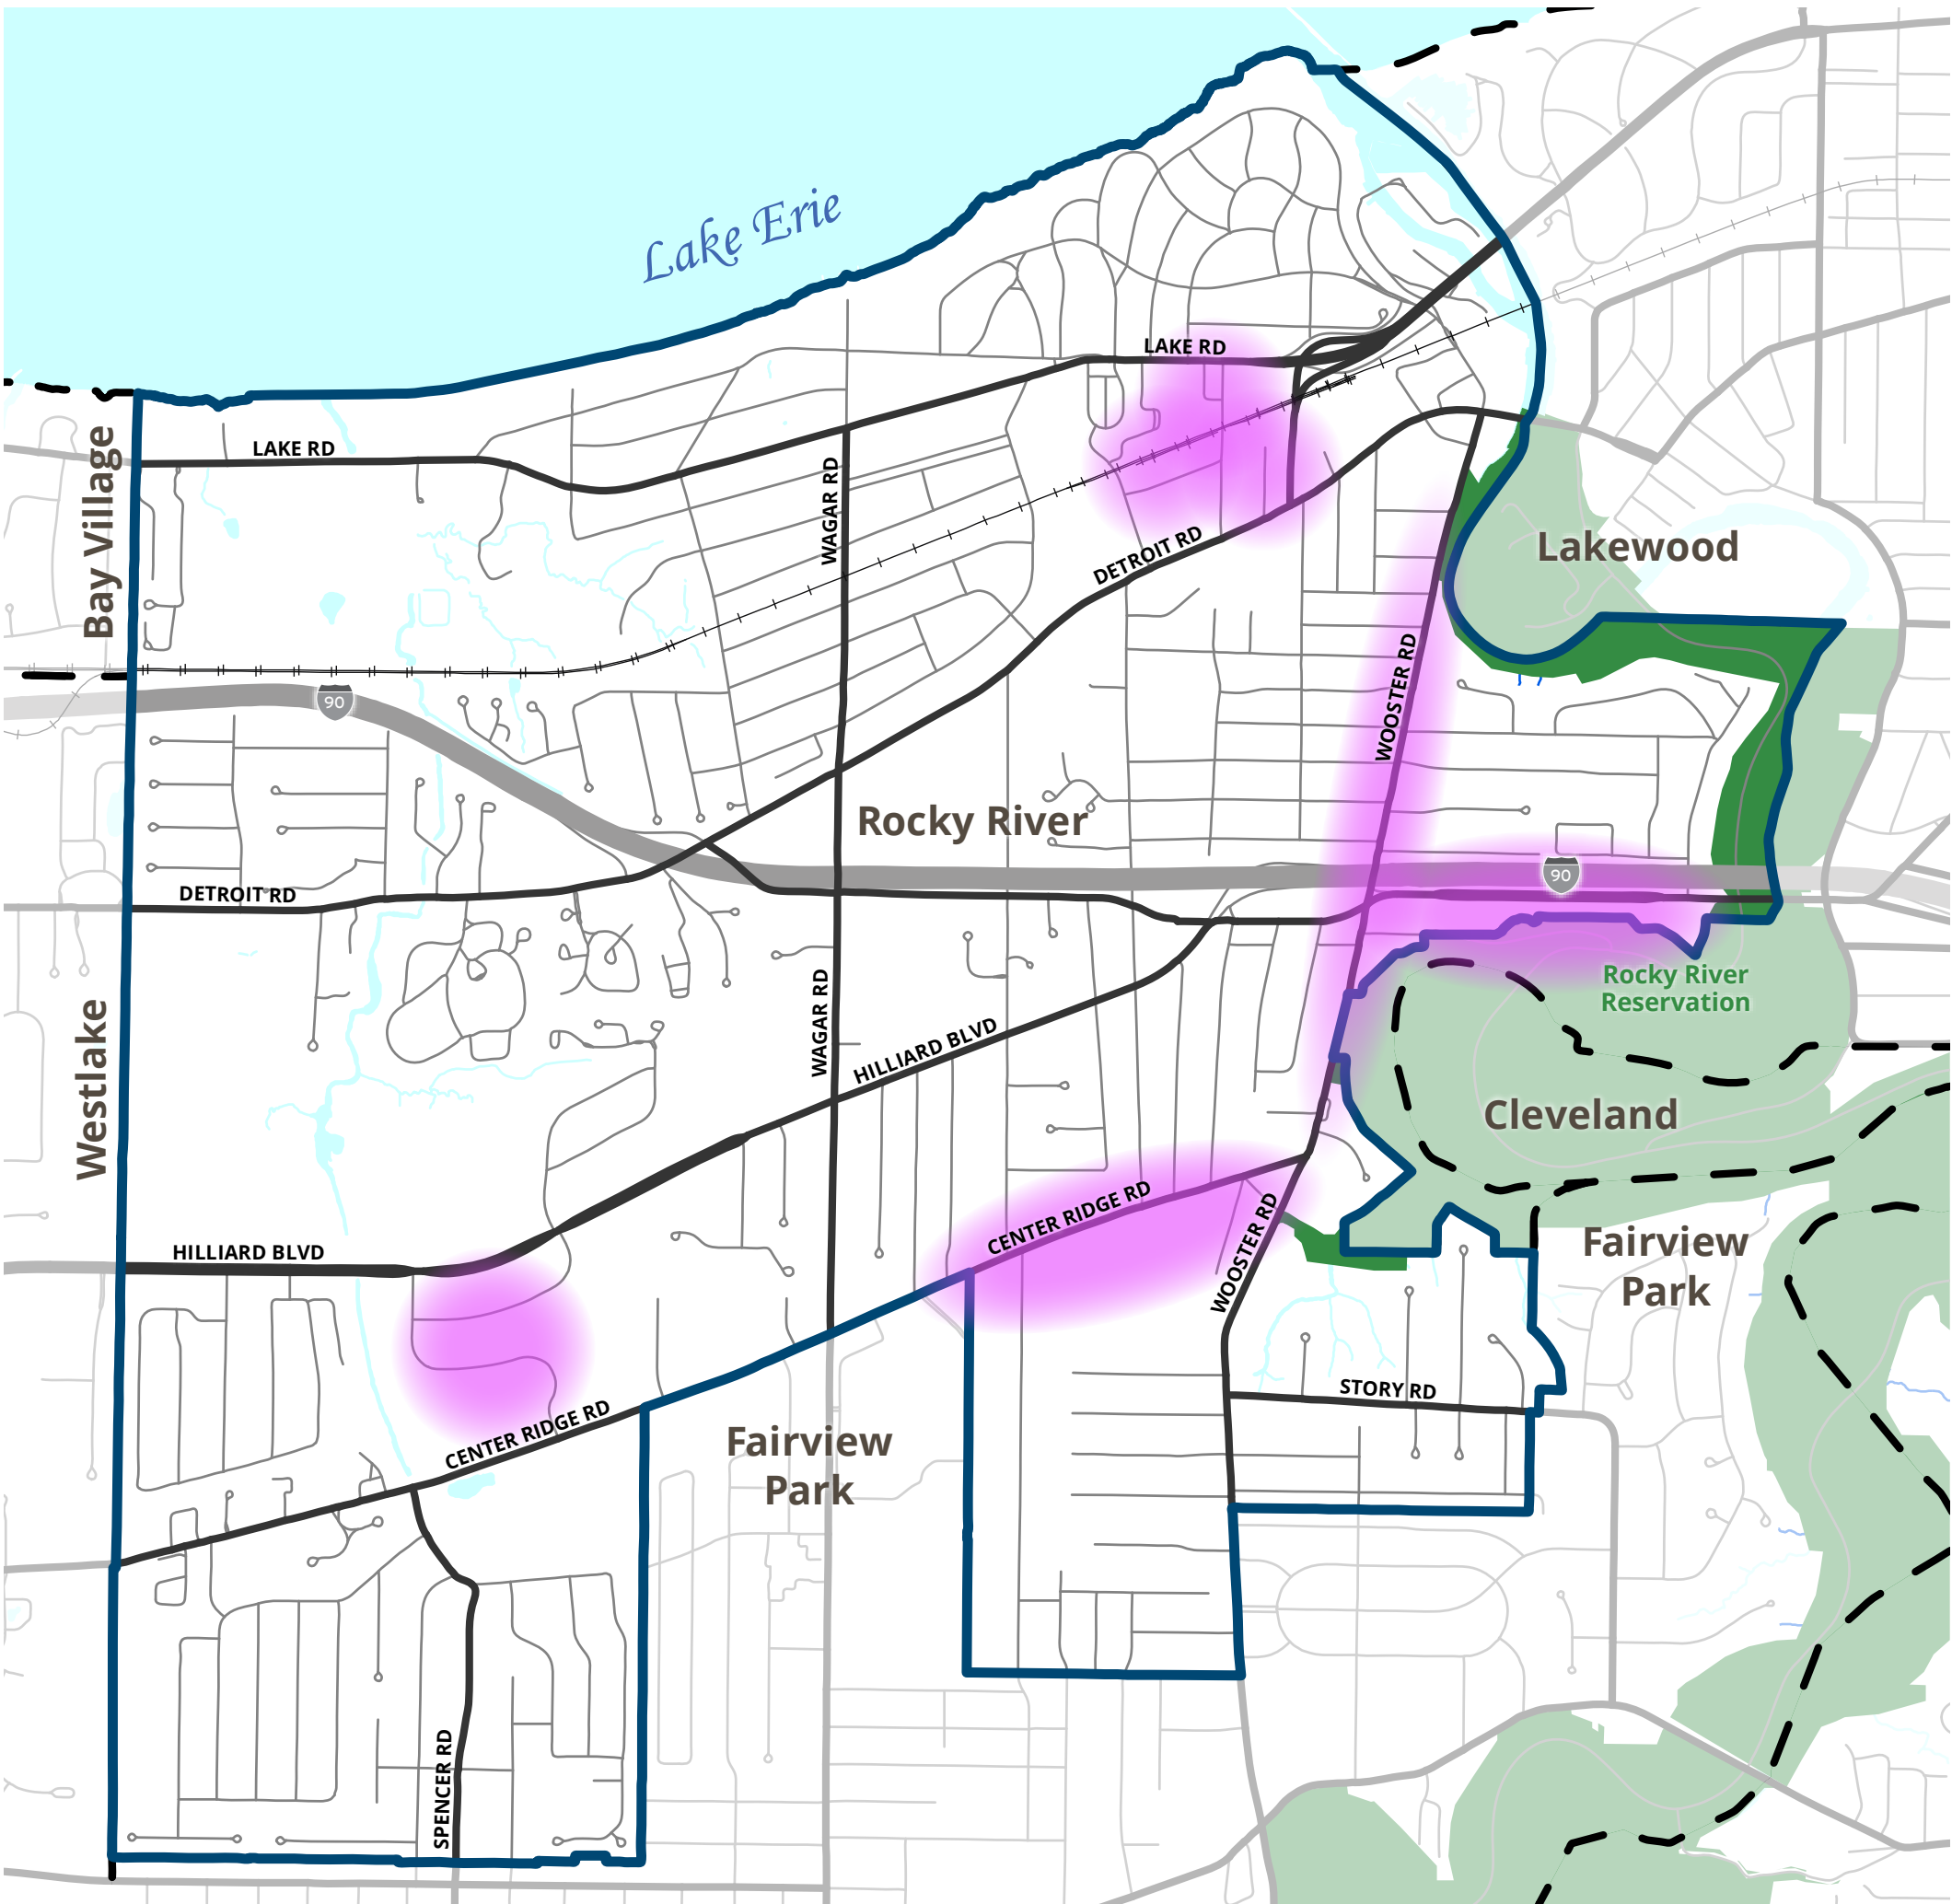 Lake Erie
LAKE RD
LAKE RD
Bay Village
WAGAR RD
DETROIT RD
Lakewood
WOOSTER RD
90
Rocky River
90
DETROIT RD
Rocky River
Reservation
WAGAR RD
HILLIARD BLVD
Westlake
Cleveland
CENTER RIDGE RD
WOOSTER RD
HILLIARD BLVD
Fairview
Park
STORY RD
CENTER RIDGE RD
Fairview
Park
SPENCER RD